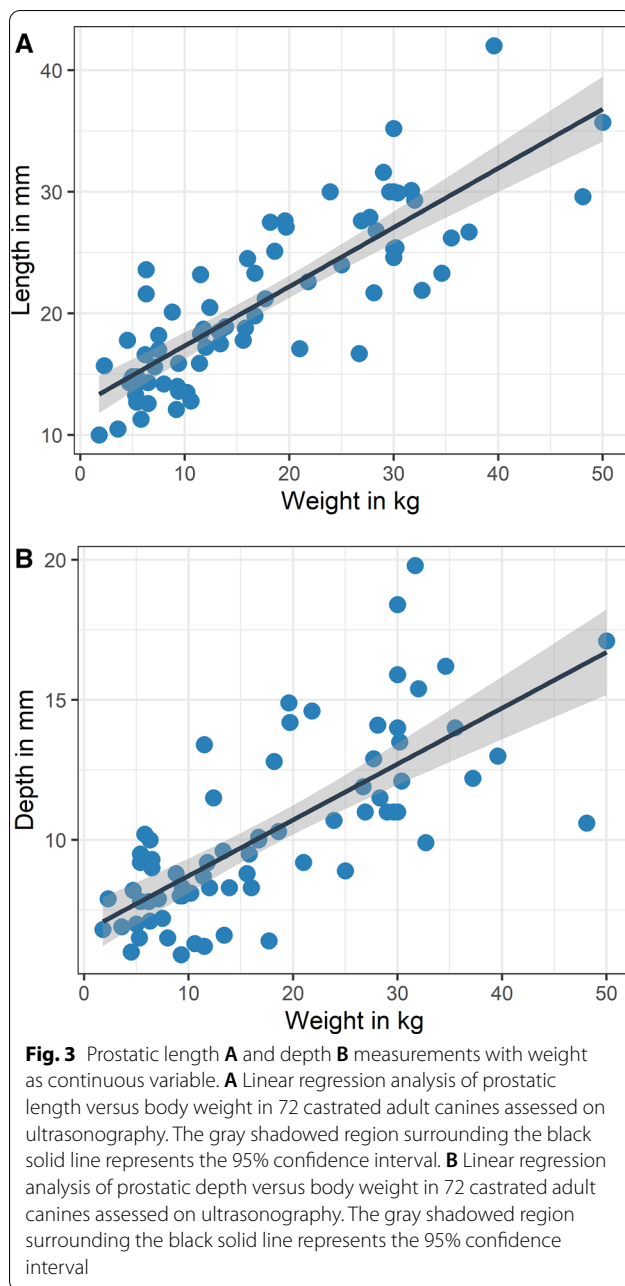 A
40
30
20
10
Length in mm
0 10 20 30 40 50
Weight in kg
B
20
15
10
Depth in mm
0 10 20 30 40 50
Weight in kg
Fig. 3 Prostatic length A and depth B measurements with weight
as continuous variable. A Linear regression analysis of prostatic
length versus body weight in 72 castrated adult canines assessed on
ultrasonography. The gray shadowed region surrounding the black
solid line represents the 95% confidence interval. B Linear regression
analysis of prostatic depth versus body weight in 72 castrated adult
canines assessed on ultrasonography. The gray shadowed region
surrounding the black solid line represents the 95% confidence
interval